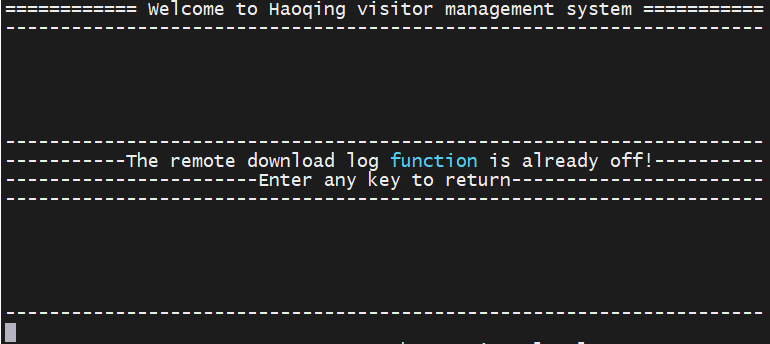 ============ Welcome to Haoqing visitor management system ===========
---------------------------------------------------------------------
---------------------------------------------------------------------
-----------The remote download log function is already off!----------
-----------------------Enter any key to return-----------------------
---------------------------------------------------------------------
---------------------------------------------------------------------